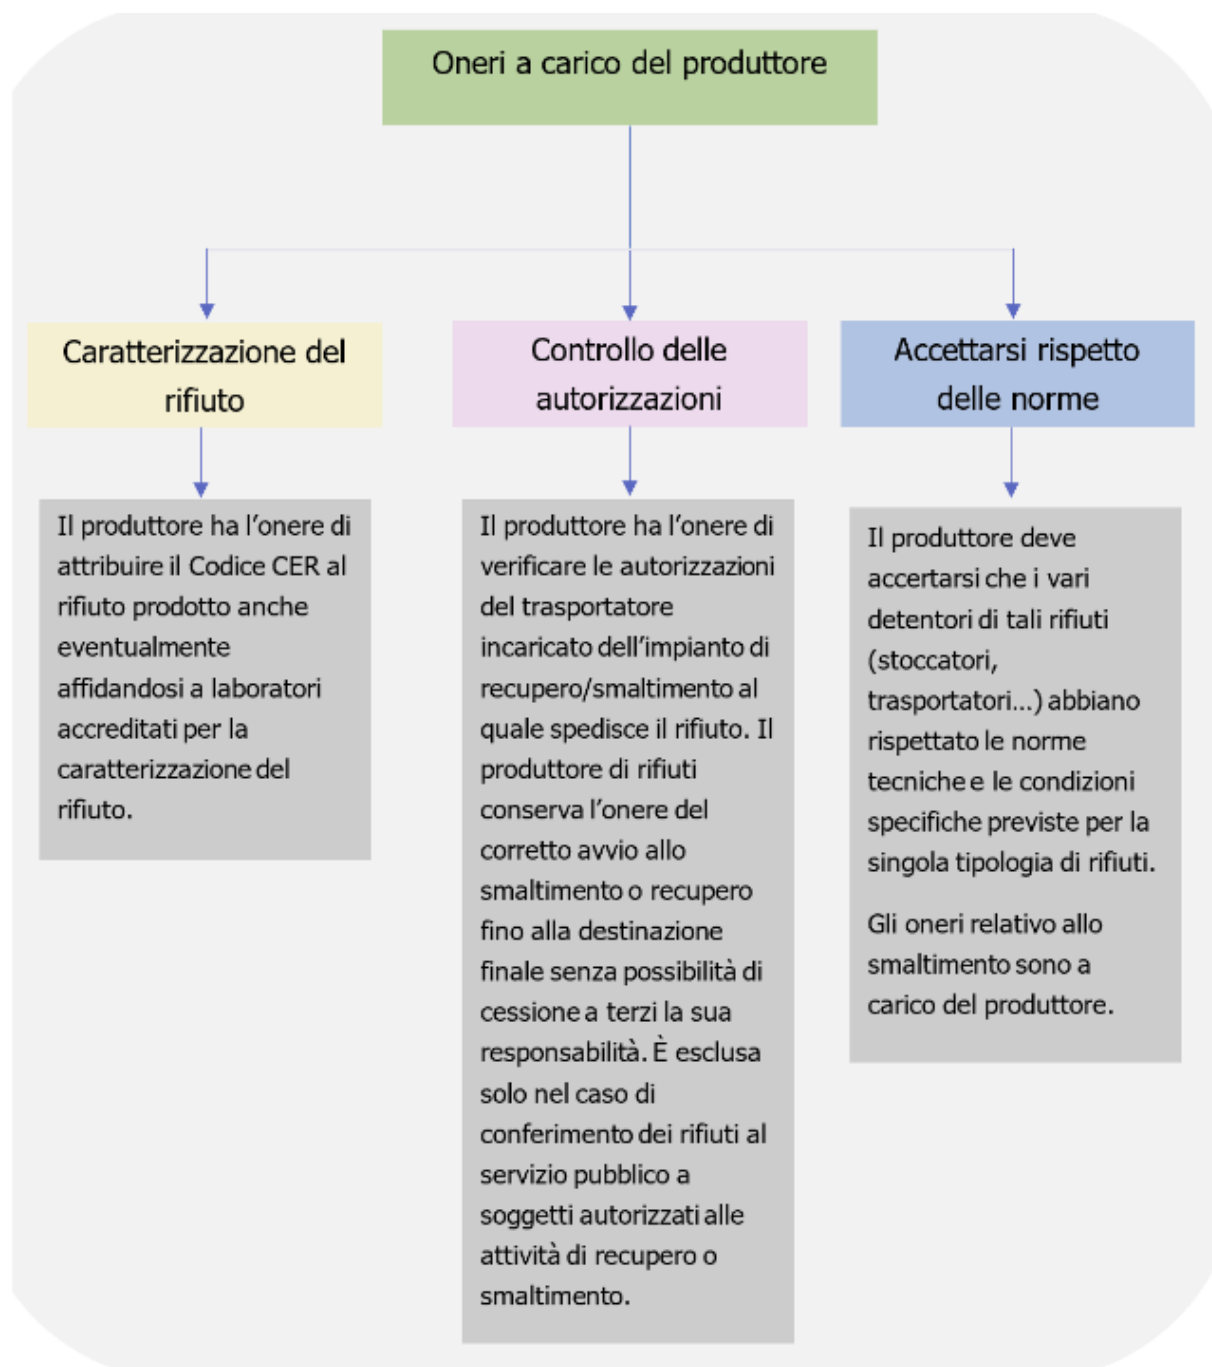 Oneri a carico del produttore
Caratterizzazione del
rifiuto
Il produttore ha l'onere di
attribuire il Codice CER al
rifiuto prodotto anche
eventualmente
affidandosi a laboratori
accreditati per la
caratterizzazione del
rifiuto.
Controllo delle
autorizzazioni
Il produttore ha l'onere di
verificare le autorizzazioni
del trasportatore
incaricato dell'impianto di
recupero/smaltimento al
quale spedisce il rifiuto. Il
produttore di rifiuti
conserva l'onere del
corretto avvio allo
smaltimento o recupero
fino alla destinazione
finale senza possibilità di
cessione a terzi la sua
responsabilità. È esclusa
solo nel caso di
conferimento dei rifiuti al
servizio pubblico a
soggetti autorizzati alle
attività di recupero o
smaltimento.
Accettarsi rispetto
delle norme
Il produttore deve
accertarsi che i vari
detentori di tali rifiuti
(stoccatori,
trasportatori...) abbiano
rispettato le norme
tecniche e le condizioni
specifiche previste per la
singola tipologia di rifiuti.
Gli oneri relativo allo
smaltimento sono a
carico del produttore.